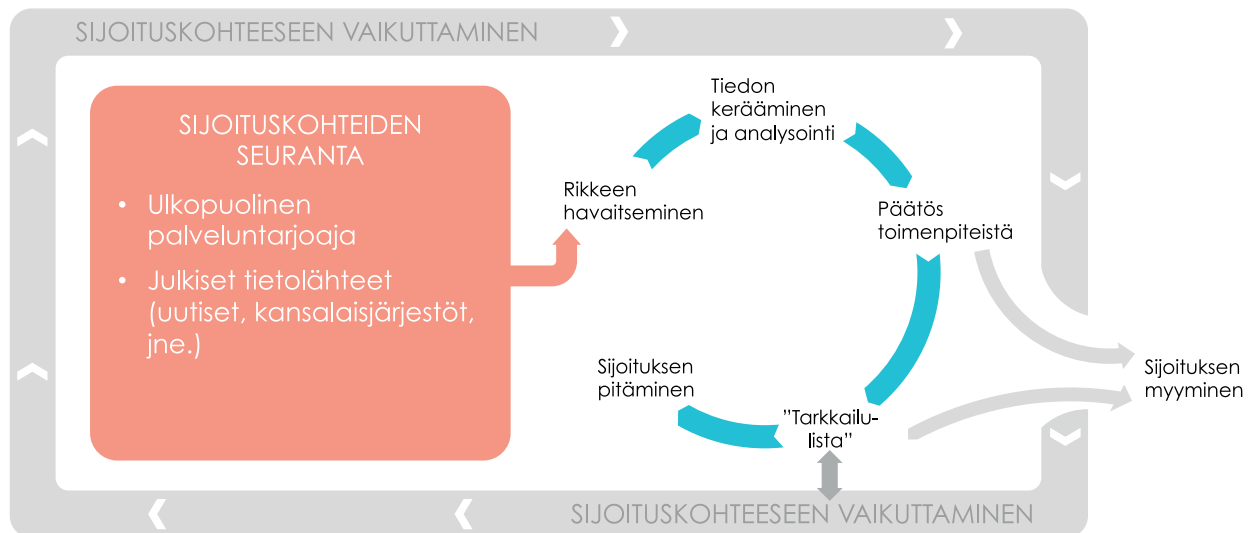 SIJOITUSKOHTEESEEN VAIKUTTAMINEN
SIJOITUSKOHTEIDEN
SEURANTA
• Ulkopuolinen
palveluntarjoaja
• Julkiset tietolähteet
(uutiset, kansalaisjärjestöt,
jne.)
Rikkeen
havaitseminen
Tiedon
kerääminen
ja analysointi
Päätös
toimenpiteistä
Sijoituksen
pitäminen
”Tarkkailu-
lista”
Sijoituksen
myyminen
SIJOITUSKOHTEESEEN VAIKUTTAMINEN